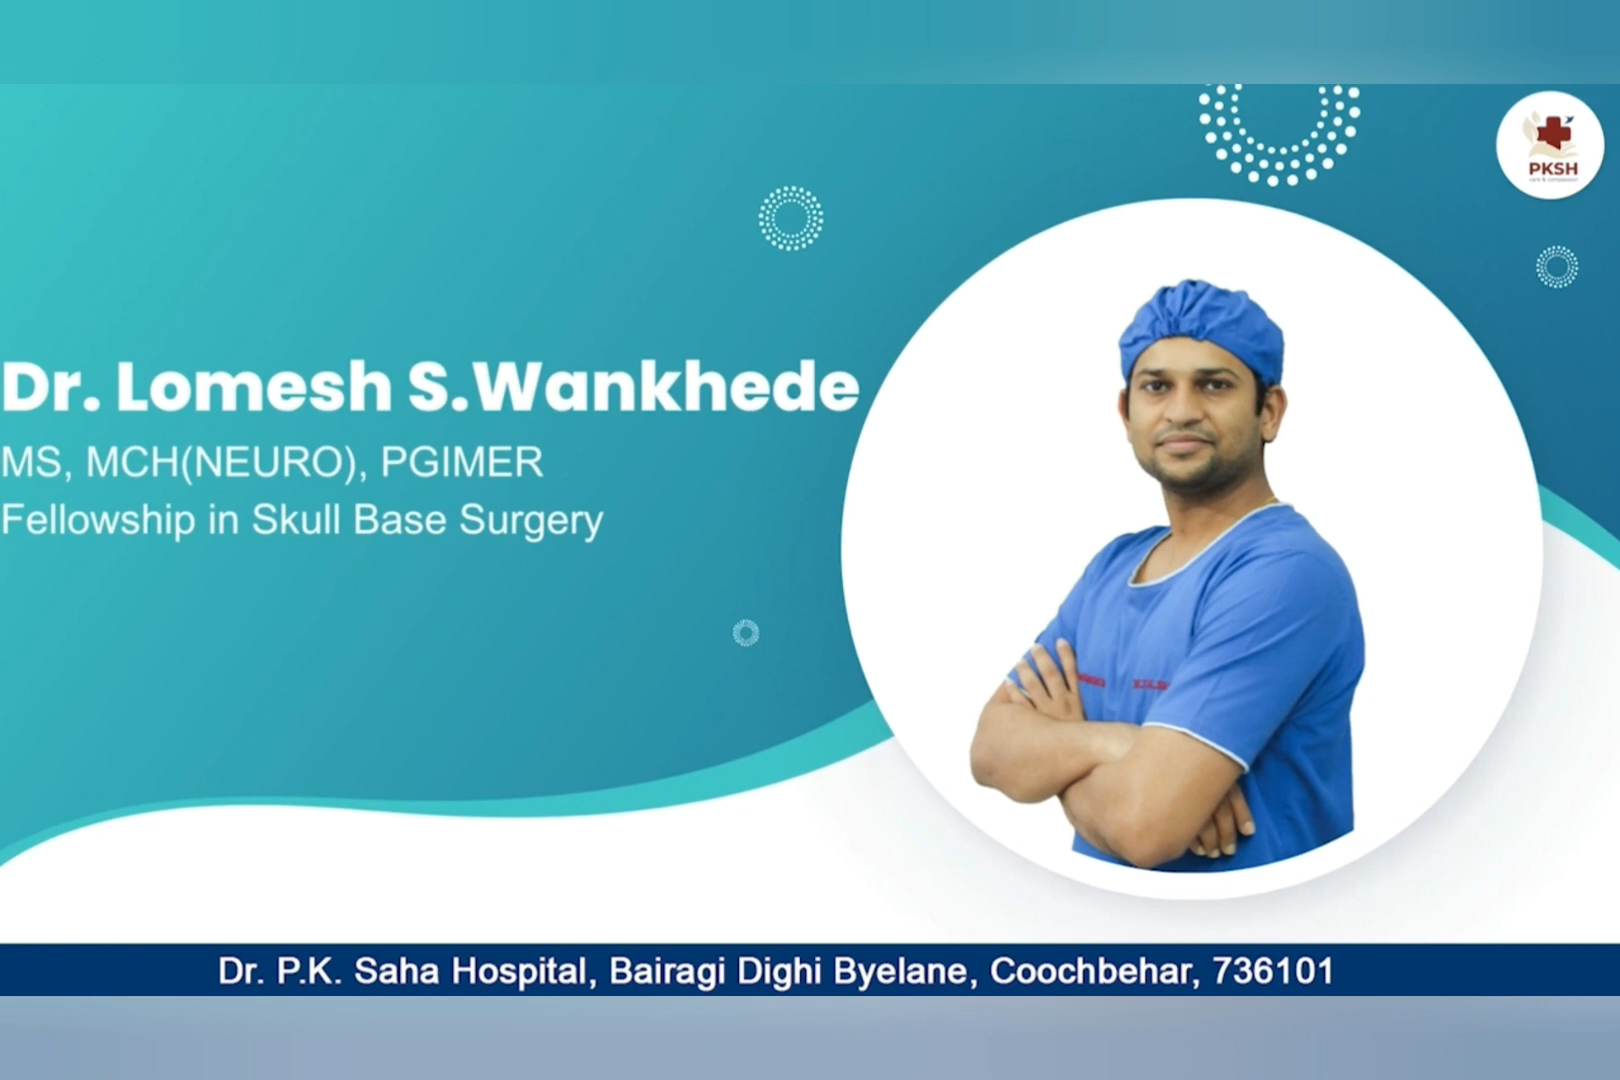 PKSH
Dr. Lomesh S.Wankhede
MS, MCH(NEURO), PGIMER
Fellowship in Skull Base Surgery
Dr. P.K. Saha Hospital, Bairagi Dighi Byelane, Coochbehar, 736101